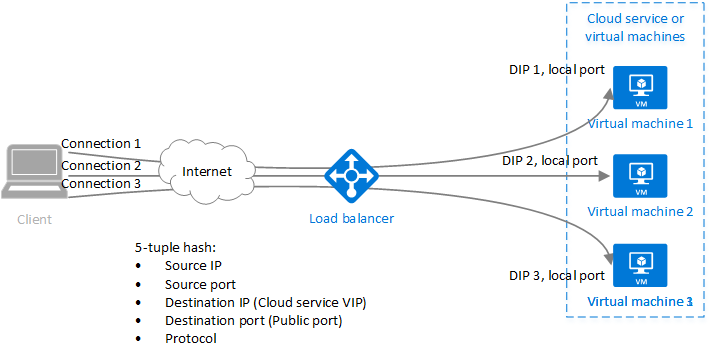 Cloud service or
virtual machines
DIP 1, local port
VM
Virtual machine 1
Connection 1
Connection 2
Connection 3
Internet
DIP 2, local port
VM
Virtual machine 2
Client
Load balancer
5-tuple hash:
• Source IP
• Source port
• Destination IP (Cloud service VIP)
• Destination port (Public port)
• Protocol
DIP 3, local port
VM
Virtual machine